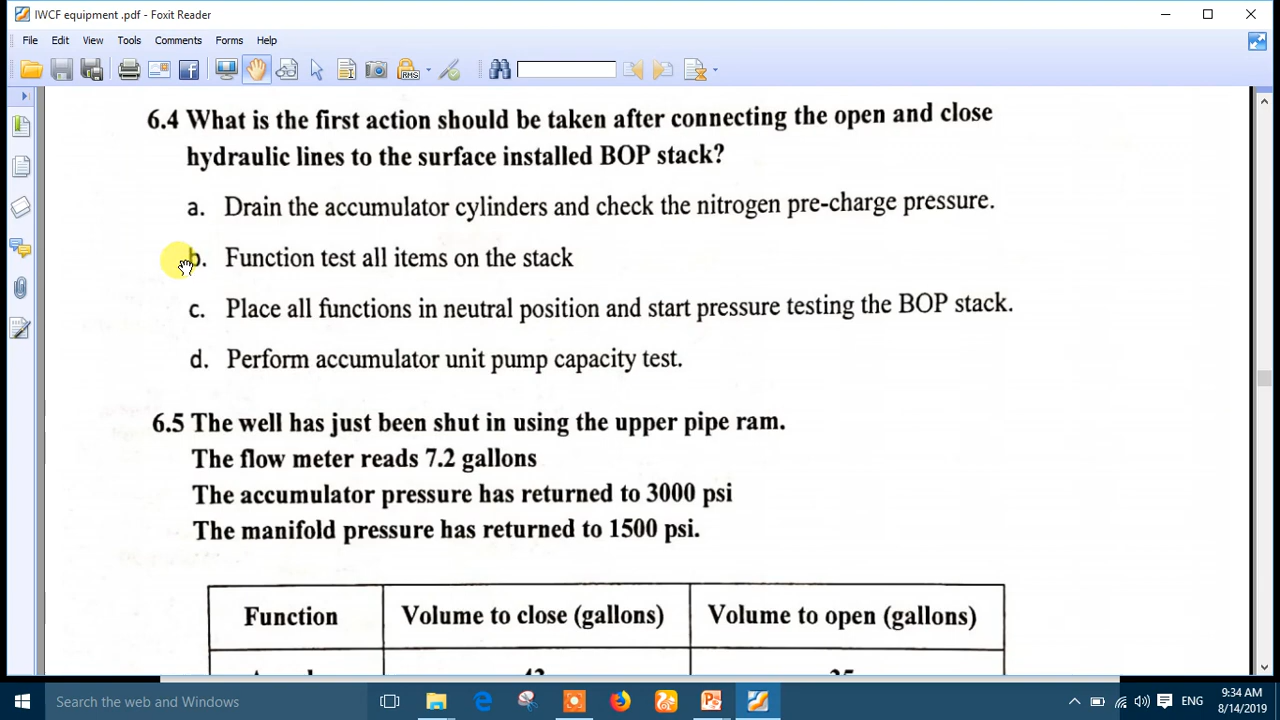 IWCF equipment .pdf - Foxit Reader
File Edit View Tools Comments Forms Help
RMS
6.4 What is the first action should be taken after connecting the open and close
hydraulic lines to the surface installed BOP stack?
a. Drain the accumulator cylinders and check the nitrogen pre-charge pressure.
b. Function test all items on the stack
c. Place all functions in neutral position and start pressure testing the BOP stack.
d. Perform accumulator unit pump capacity test.
6.5 The well has just been shut in using the upper pipe ram.
The flow meter reads 7.2 gallons
The accumulator pressure has returned to 3000 psi
The manifold pressure has returned to 1500 psi.
Function Volume to close (gallons) Volume to open (gallons)
Search the web and Windows
ENG
9:34 AM
8/14/2019